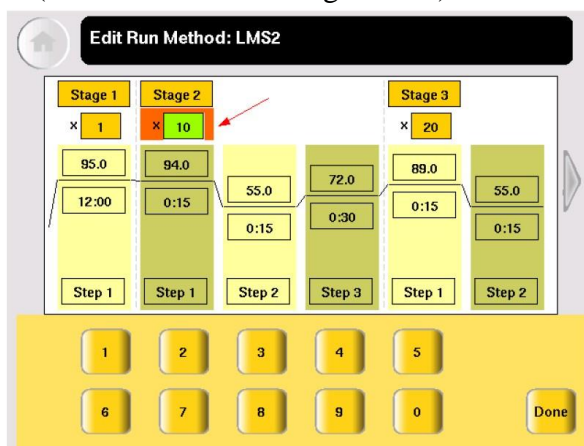 Edit Run Method: LMS2
Stage 1 Stage 2 Stage 3
x 1 x 10 x 20
95.0 94.0 55.0 72.0 89.0 55.0
12:00 0:15 0:15 0:30 0:15 0:15
Step 1 Step 1 Step 2 Step 3 Step 1 Step 2
1 2 3 4 5
6 7 8 9 0 Done